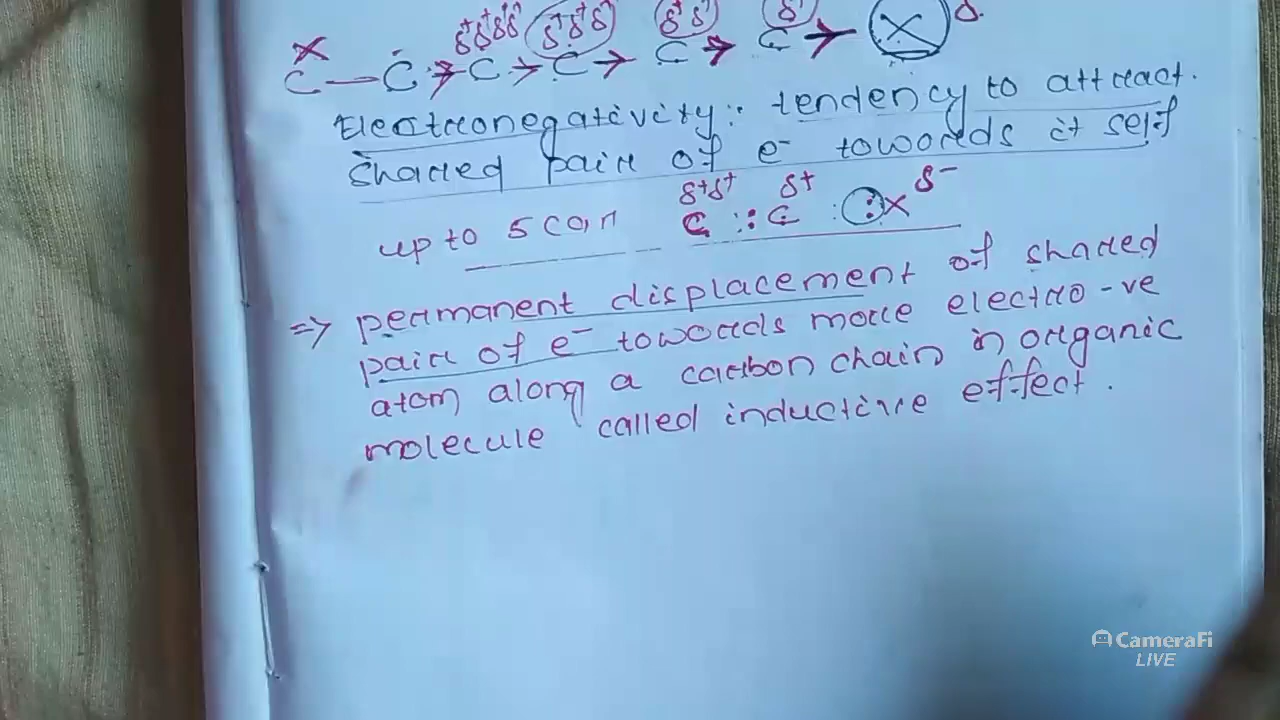 δ+δ+δ+δ+ δ+δ+δ+ δ+δ+ δ+ δ-
C — C → C → C → C → C → X
Electronegativity: tendency to attract.
Shared pair of e- towards it self
δ+δ+ δ+ δ-
up to 5 can C :: C : X
⇒ permanent displacement of shared
pair of e- towards more electro -ve
atom along a carbon chain in organic
molecule called inductive effect.
CameraFi
LIVE